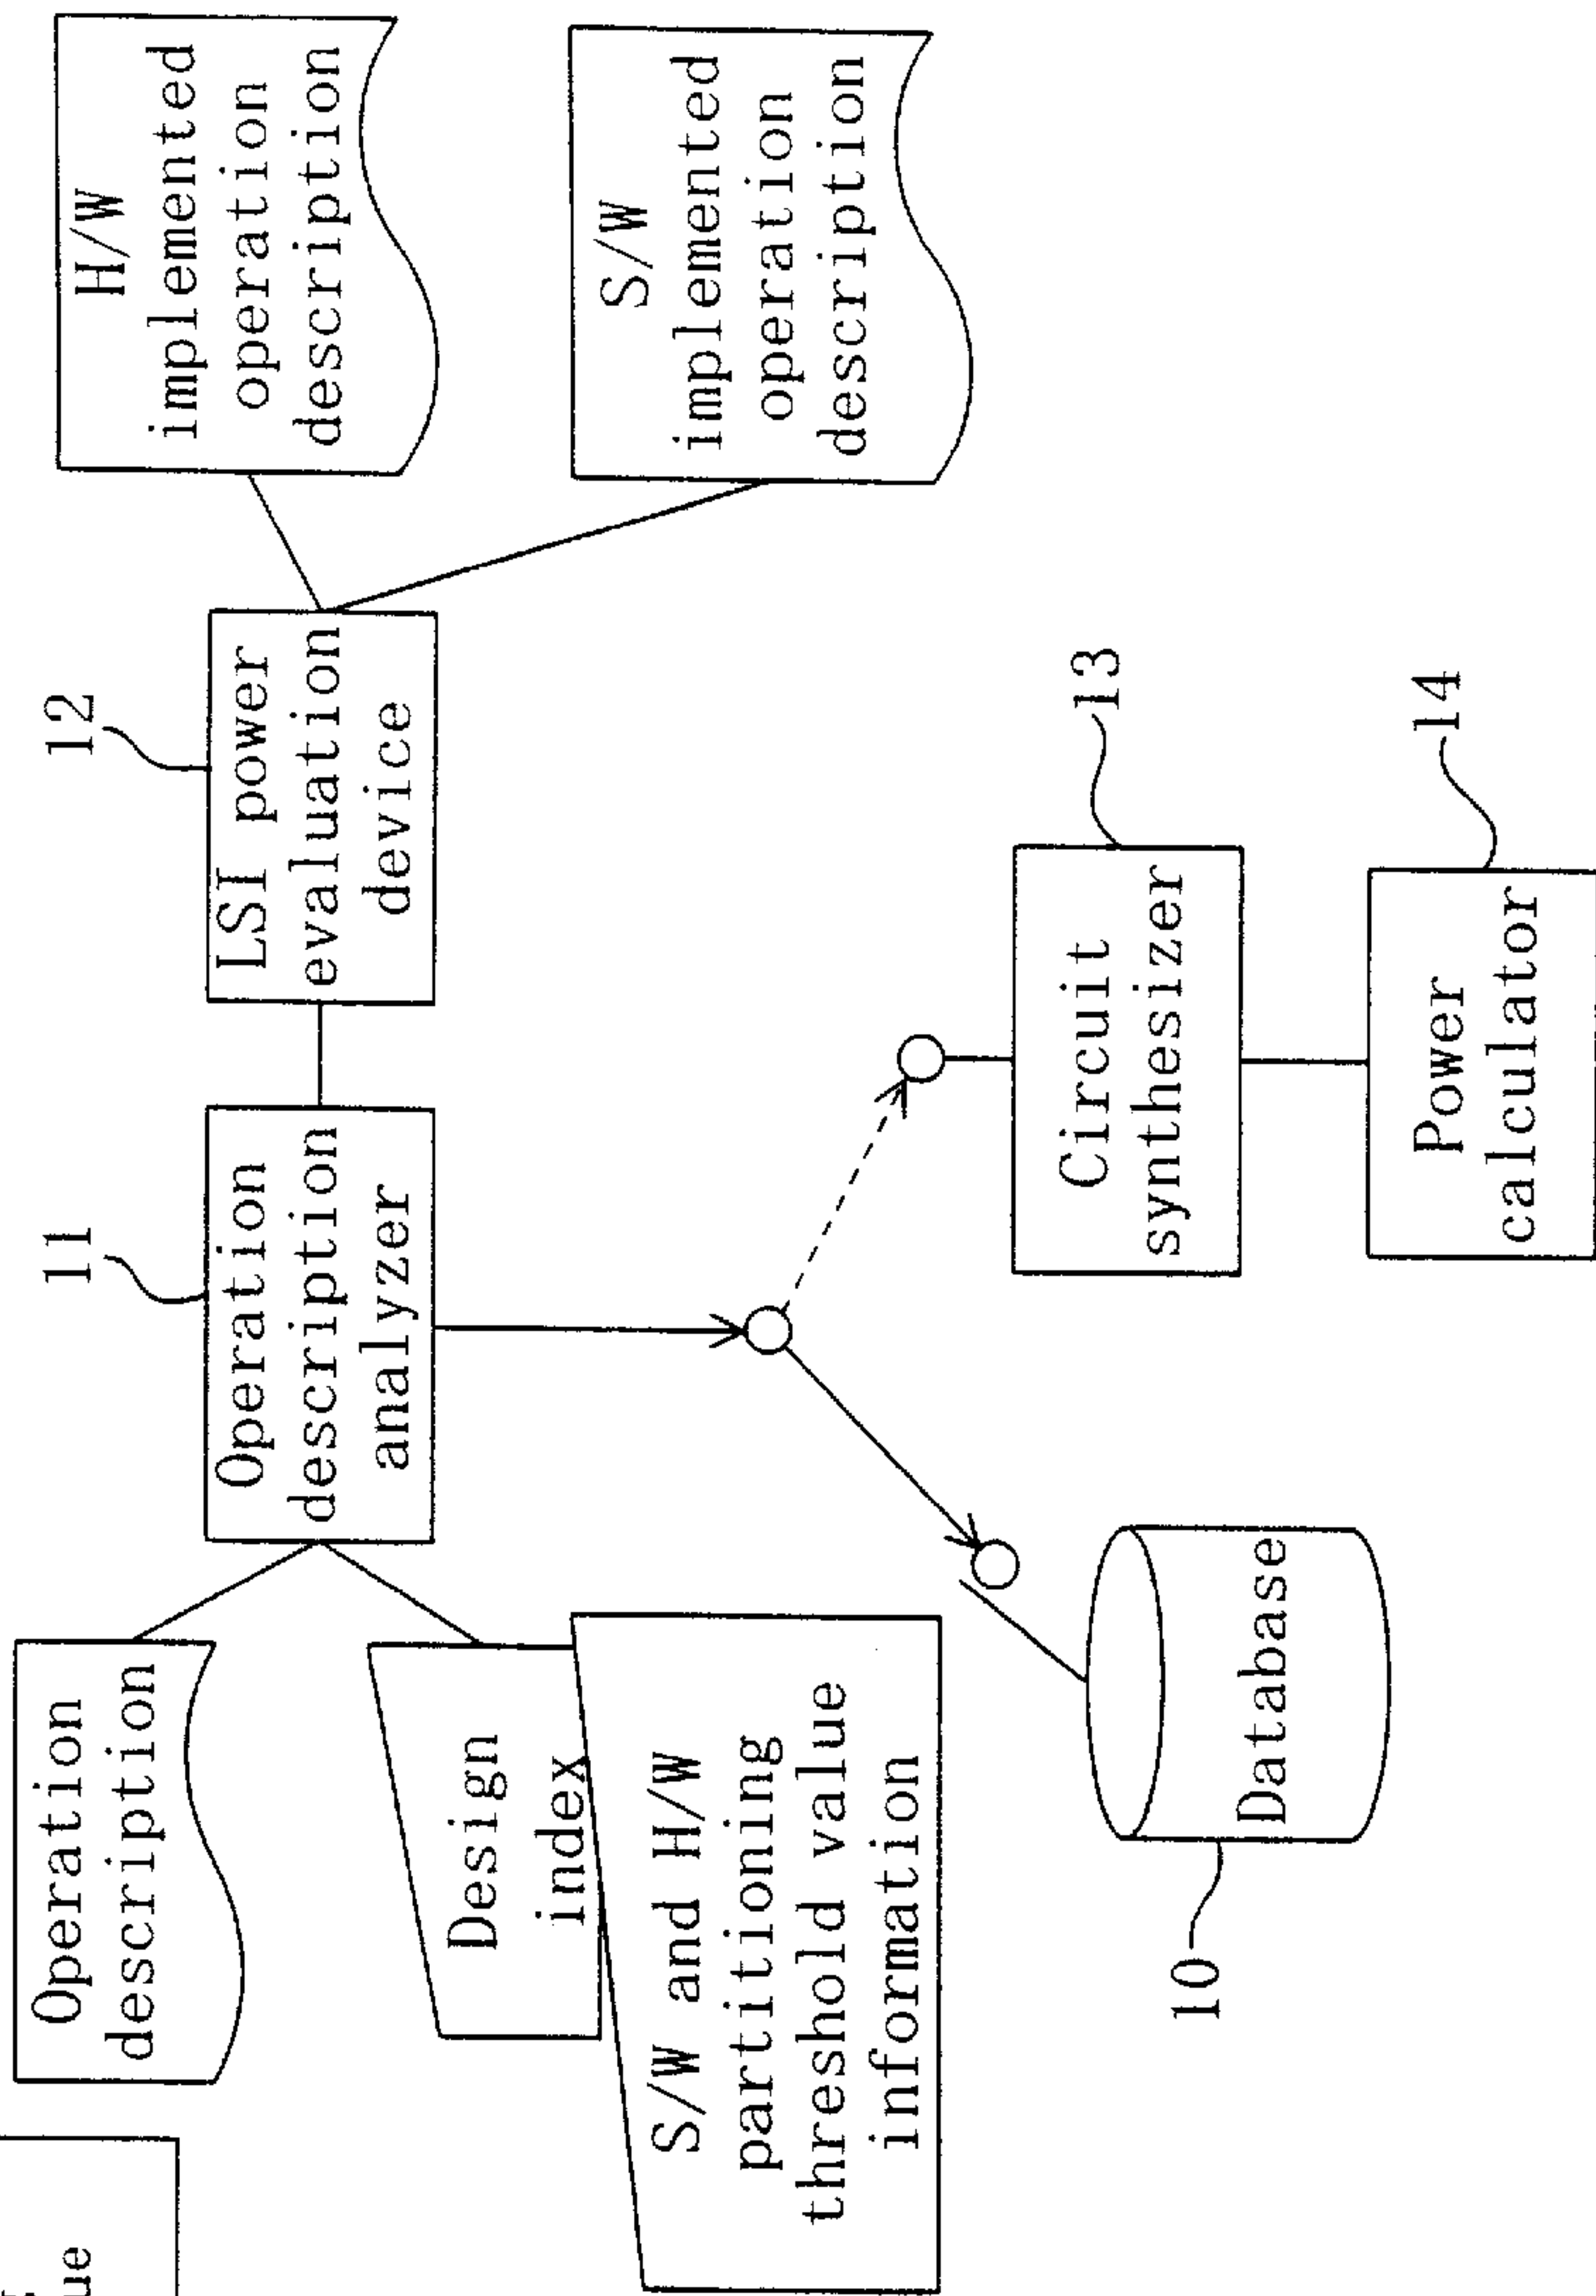 Operation
description
Design
index
S/W and H/W
partitioning
threshold value
information
11
Operation
description
analyzer
12
LSI power
evaluation
device
H/W
implemented
operation
description
S/W
implemented
operation
description
10
Database
13
Circuit
synthesizer
14
Power
calculator